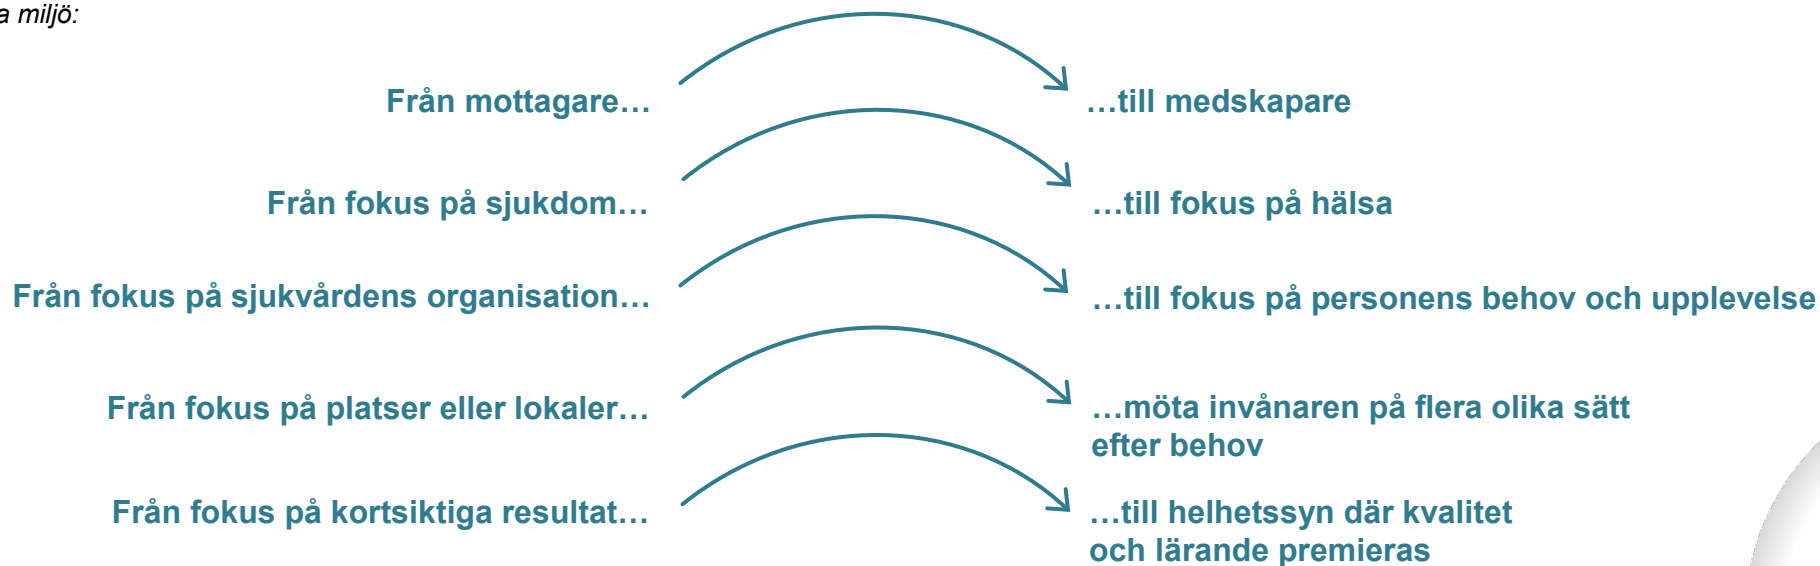 a miljö:
Från mottagare…
…till medskapare
Från fokus på sjukdom…
…till fokus på hälsa
Från fokus på sjukvårdens organisation…
…till fokus på personens behov och upplevelse
Från fokus på platser eller lokaler…
…möta invånaren på flera olika sätt
efter behov
Från fokus på kortsiktiga resultat…
…till helhetssyn där kvalitet
och lärande premieras